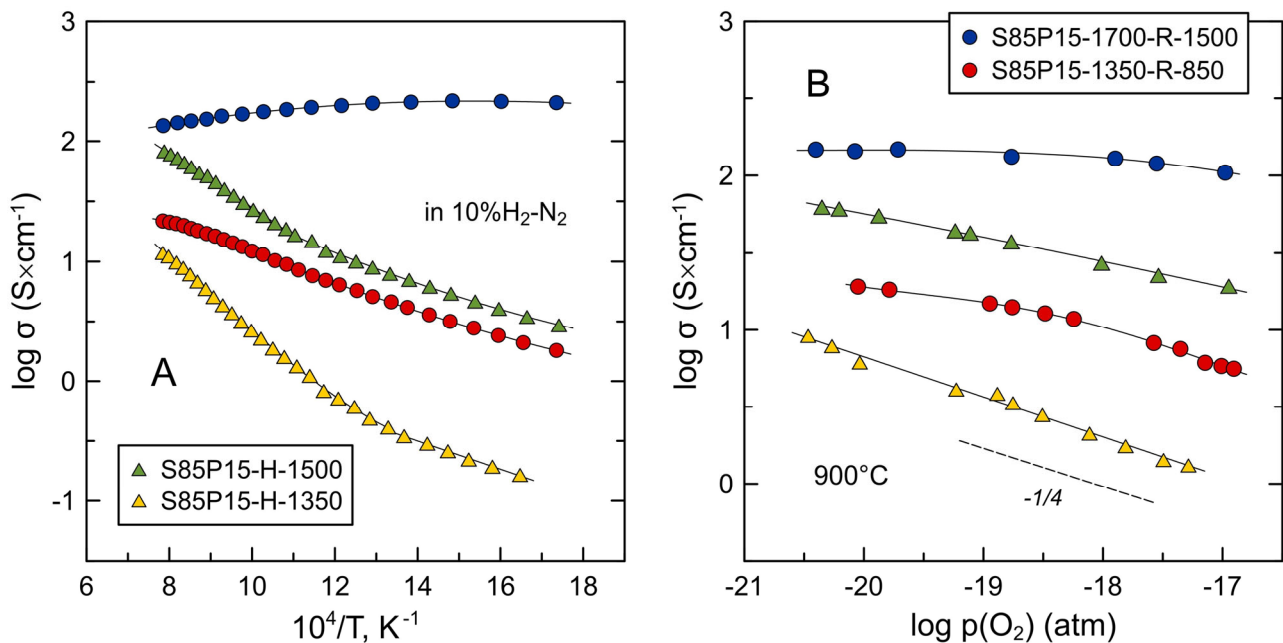 3
2
1
0
-1
log σ (S×cm⁻¹)
in 10%H₂-N₂
A
S85P15-H-1500
S85P15-H-1350
6 8 10 12 14 16 18
10⁴/T, K⁻¹
3
2
1
0
log σ (S×cm⁻¹)
S85P15-1700-R-1500
S85P15-1350-R-850
B
900°C
-1/4
-21 -20 -19 -18 -17
log p(O₂) (atm)